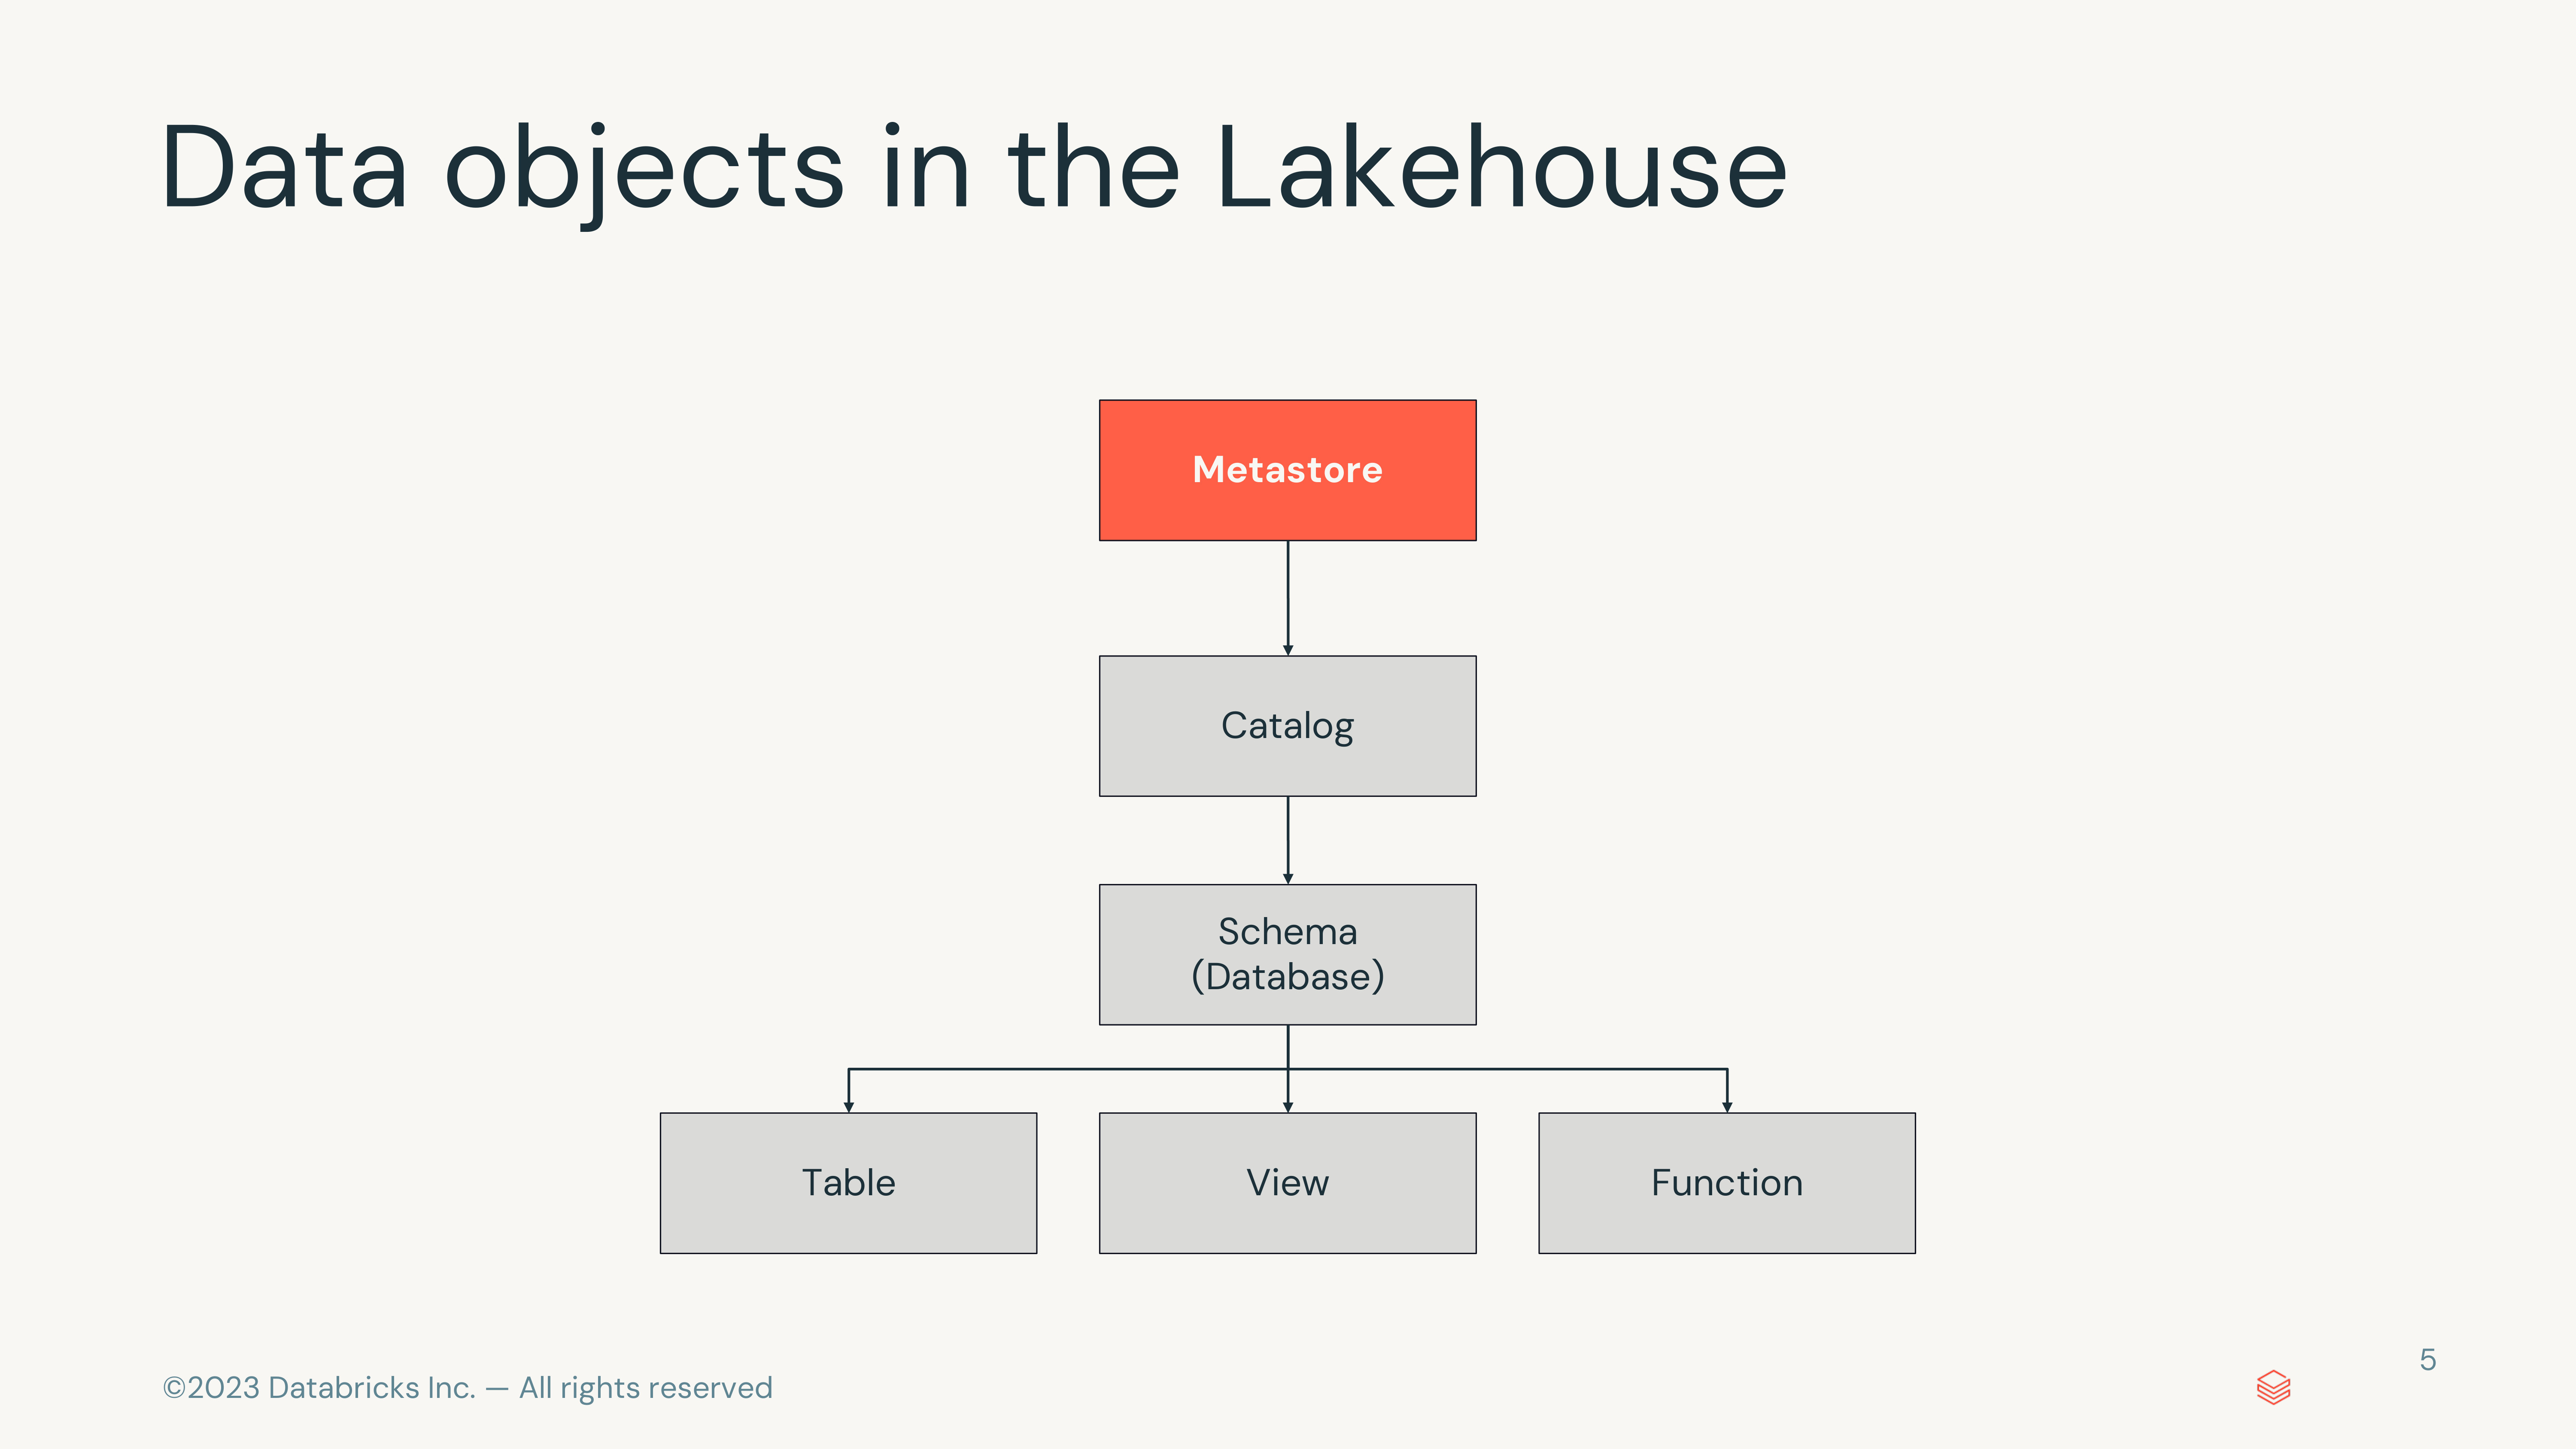 Data objects in the Lakehouse
Metastore
Catalog
Schema
(Database)
Table
View
Function
©2023 Databricks Inc. — All rights reserved
5